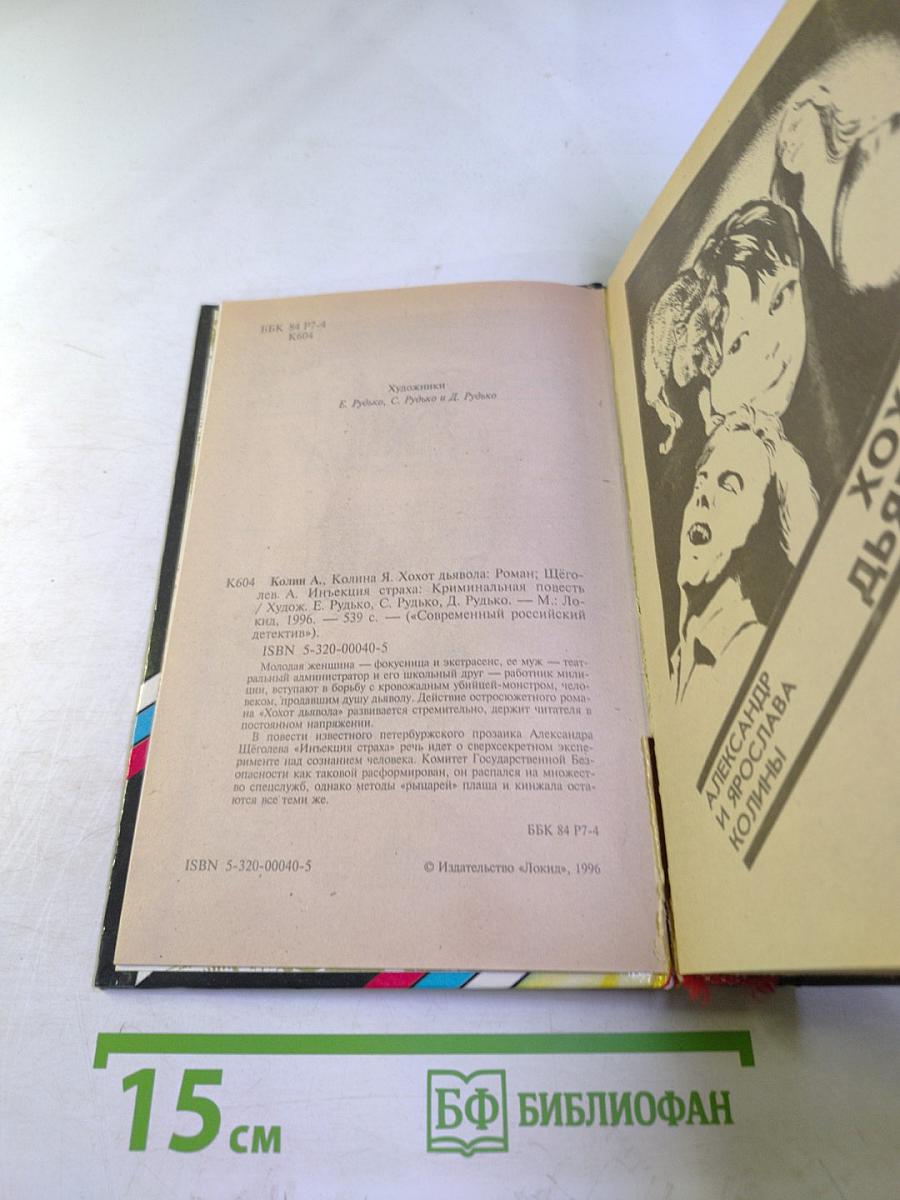 ББК 84 Р7-4
К604
Художники
Е. Рудько, С. Рудько и Д. Рудько
К604 Колин А., Колина Я. Хохот дьявола: Роман; Щёго-
лев. А. Инъекция страха: Криминальная повесть
/ Худож. Е. Рудько, С. Рудько, Д. Рудько. — М.: Ло-
кид, 1996. — 539 с. — («Современный российский
детектив»).
ISBN 5-320-00040-5
Молодая женщина — фокусница и экстрасенс, ее муж — теат-
ральный администратор и его школьный друг — работник мили-
ции, вступают в борьбу с кровожадным убийцей-монстром, чело-
веком, продавшим душу дьяволу. Действие остросюжетного рома-
на «Хохот дьявола» развивается стремительно, держит читателя в
постоянном напряжении.
В повести известного петербуржского прозаика Александра
Щёголева «Инъекция страха» речь идет о сверхсекретном экспе-
рименте над сознанием человека. Комитет Государственной Без-
опасности как таковой расформирован, он распался на множест-
во спецслужб, однако методы «рыцарей» плаща и кинжала оста-
ются все теми же.
ББК 84 Р7-4
ISBN 5-320-00040-5
© Издательство «Локид», 1996
АЛЕКСАНДР
И ЯРОСЛАВА
КОЛИНЫ
ХОХ
ДЬЯ
15 см
БФ БИБЛИОФАН